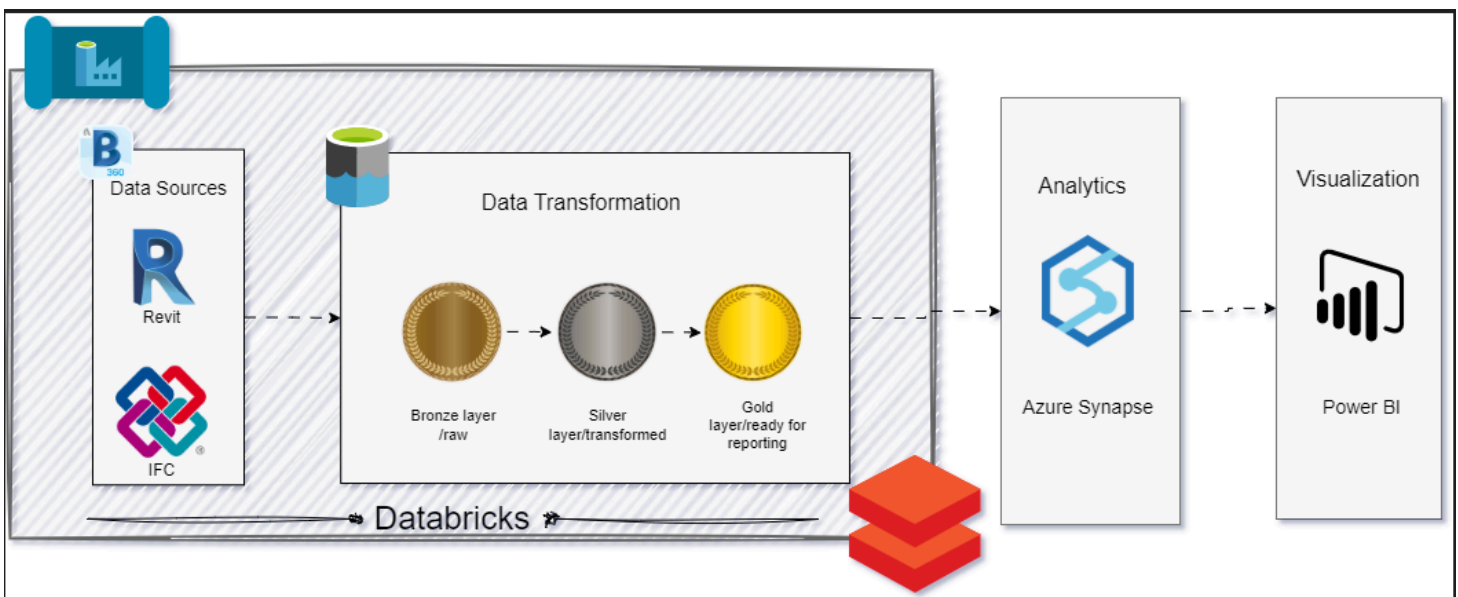 B
360
Data Sources
Revit
IFC
®
Data Transformation
Bronze layer
/raw
Silver
layer/transformed
Gold
layer/ready for
reporting
Databricks
Analytics
Azure Synapse
Visualization
Power BI